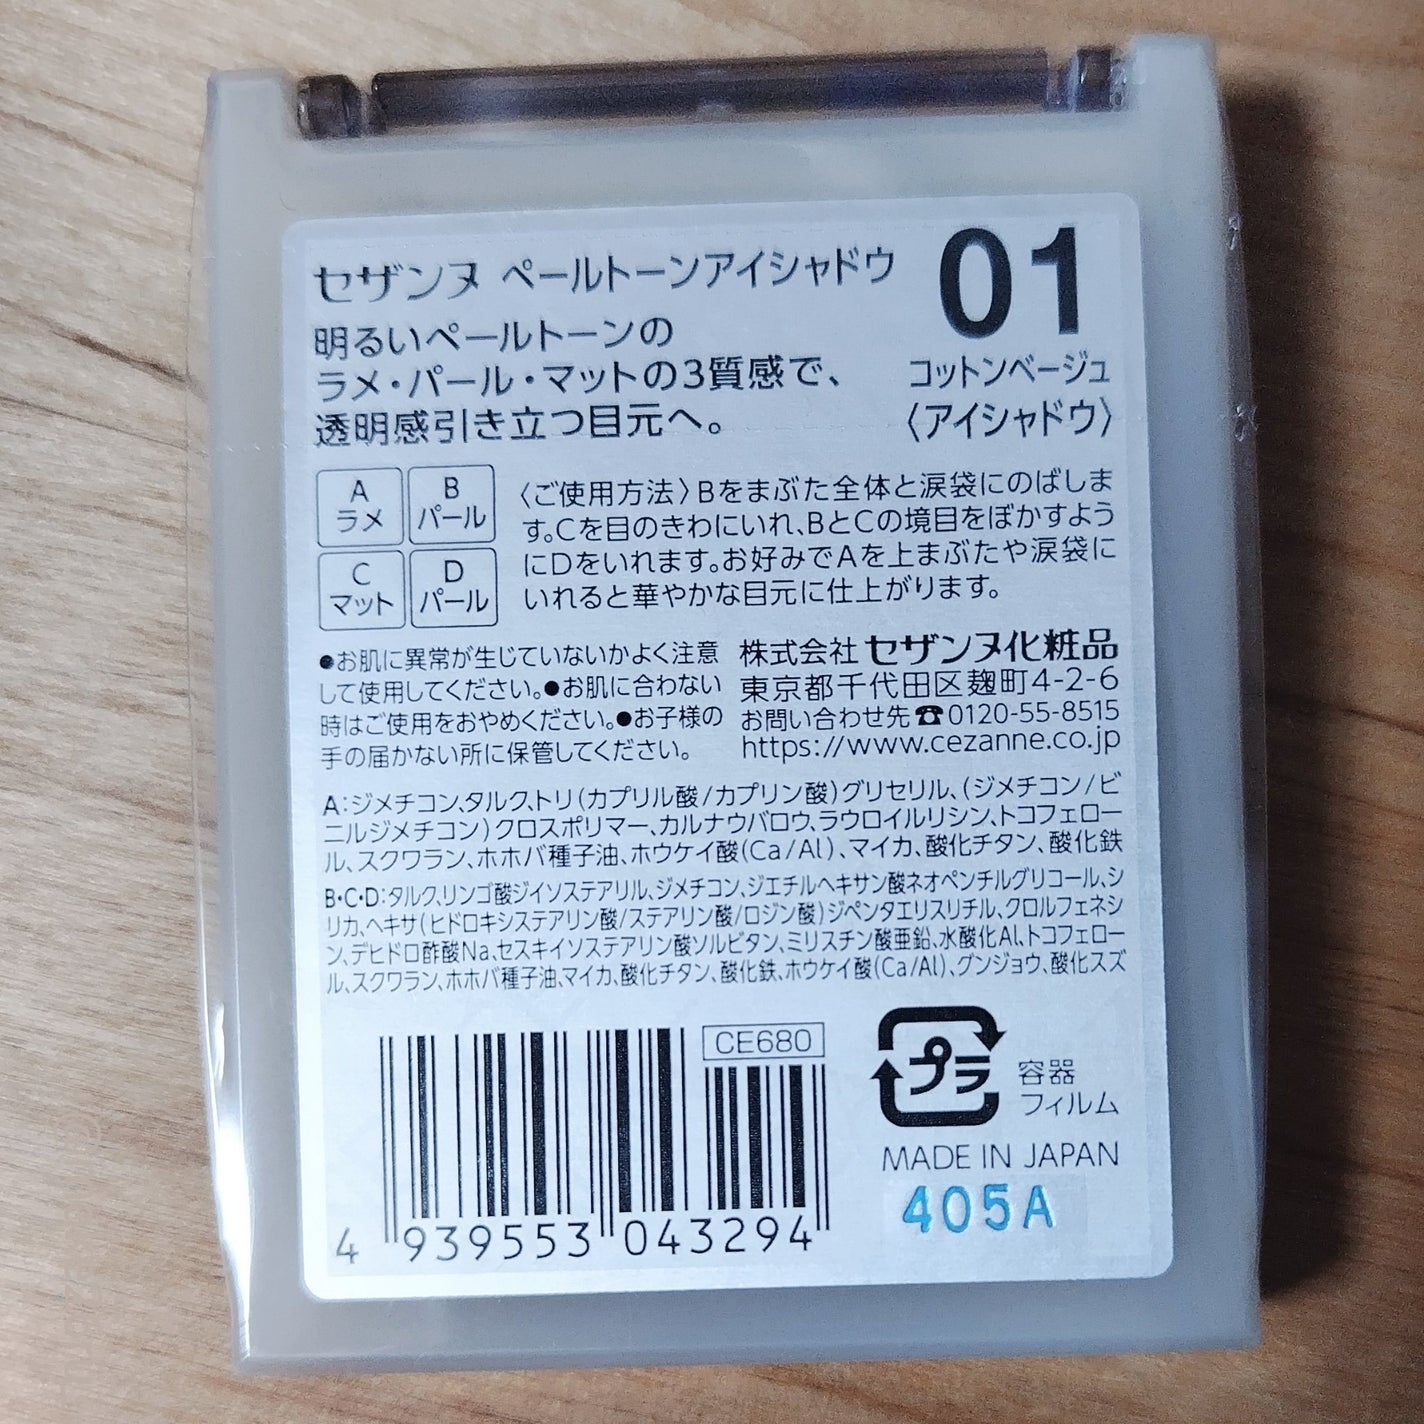 セザンヌ ペールトーンアイシャドウ
01
コットンベージュ
〈アイシャドウ〉
明るいペールトーンの
ラメ・パール・マットの3質感で、
透明感引き立つ目元へ。
A
ラメ
B
パール
C
マット
D
パール
〈ご使用方法〉Bをまぶた全体と涙袋にのばしま
す。Cを目のきわにいれ、BとCの境目をぼかすよう
にDをいれます。お好みでAを上まぶたや涙袋に
いれると華やかな目元に仕上がります。
●お肌に異常が生じていないかよく注意
して使用してください。●お肌に合わない
時はご使用をおやめください。●お子様の
手の届かない所に保管してください。
株式会社 セザンヌ化粧品
東京都千代田区麹町4-2-6
お問い合わせ先☎0120-55-8515
https://www.cezanne.co.jp
A:ジメチコン、タルク、トリ(カプリル酸/カプリン酸)グリセリル、(ジメチコン/ビ
ニルジメチコン)クロスポリマー、カルナウバロウ、ラウロイルリシン、トコフェロー
ル、スクワラン、ホホバ種子油、ホウケイ酸(Ca/Al)、マイカ、酸化チタン、酸化鉄
B・C・D:タルク、リンゴ酸ジイソステアリル、ジメチコン、ジエチルヘキサン酸ネオペンチルグリコール、シ
リカ、ヘキサ(ヒドロキシステアリン酸/ステアリン酸/ロジン酸)ジペンタエリスリチル、クロルフェネシ
ン、デヒドロ酢酸Na、セスキイソステアリン酸ソルビタン、ミリスチン酸亜鉛、水酸化Al、トコフェロー
ル、スクワラン、ホホバ種子油、マイカ、酸化チタン、酸化鉄、ホウケイ酸(Ca/Al)、グンジョウ、酸化スズ
CE680
4 939553 043294
プラ
容器
フィルム
MADE IN JAPAN
405A